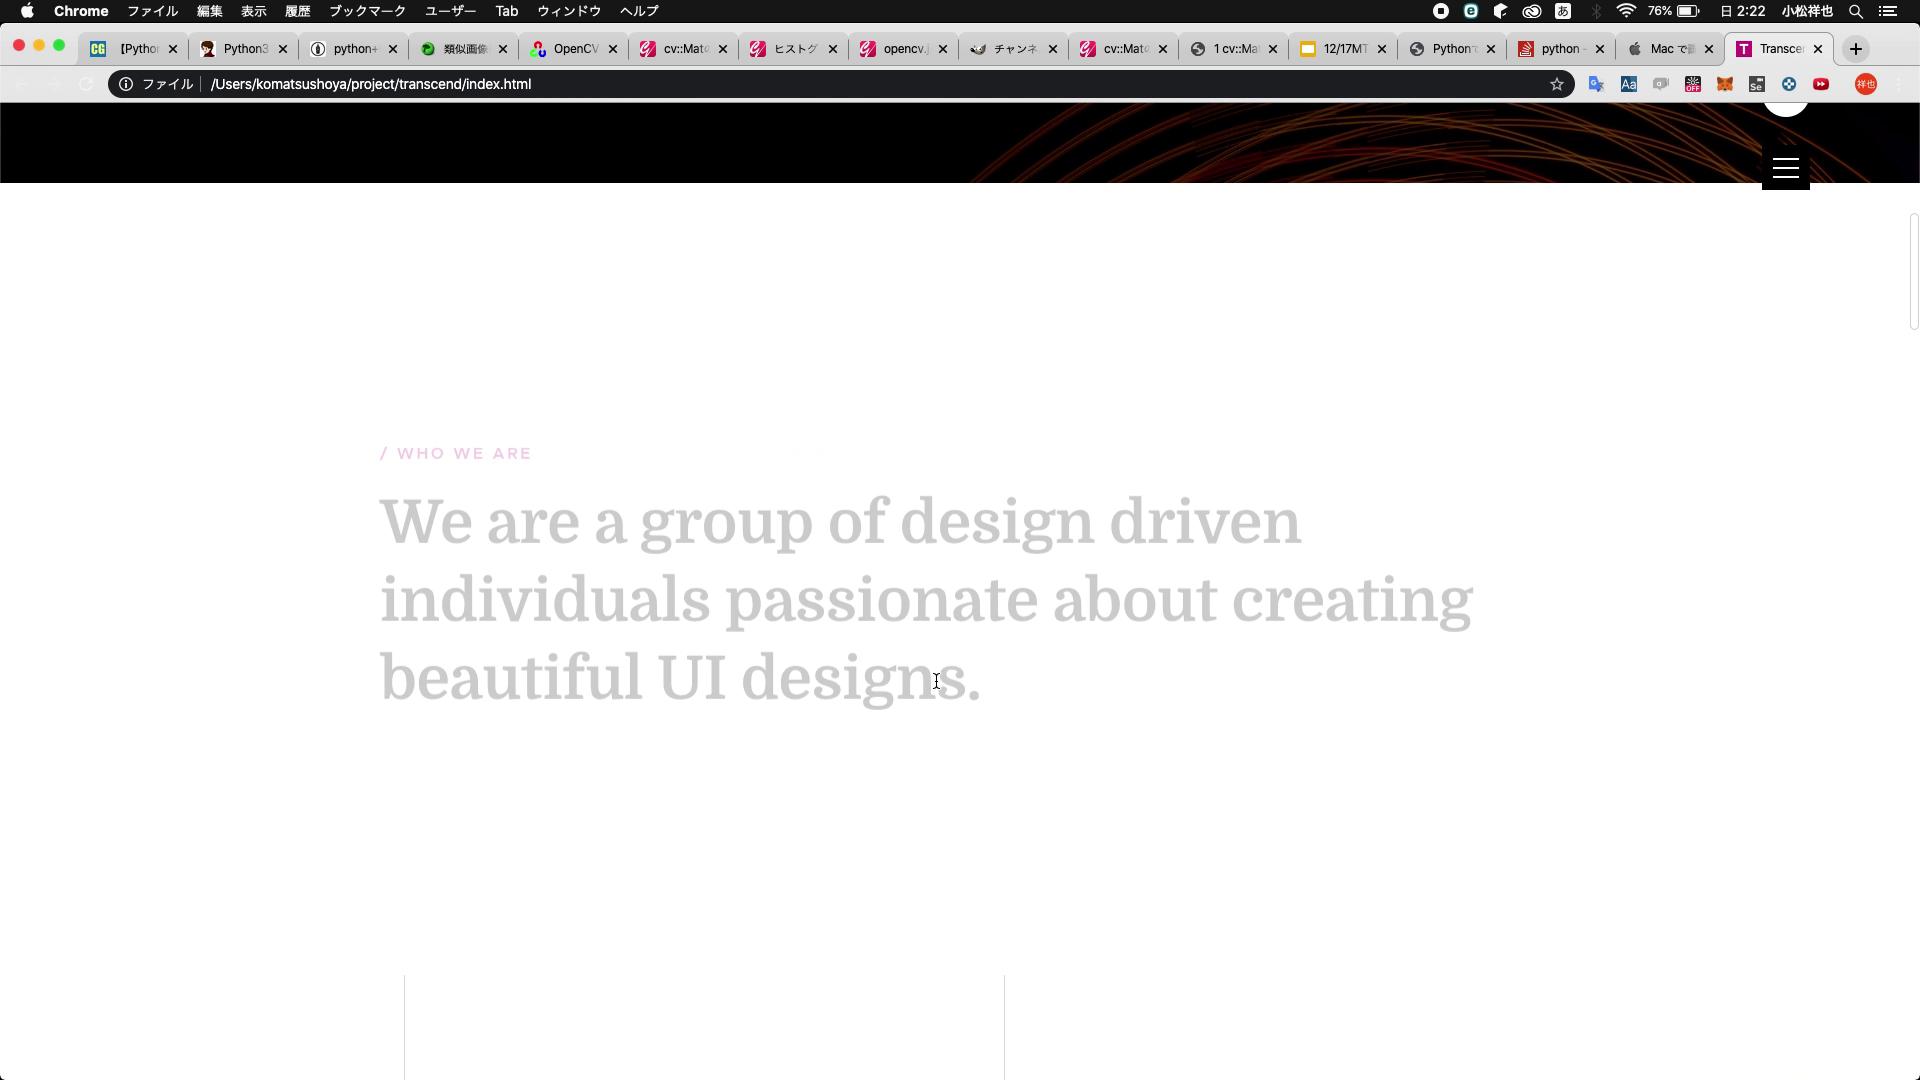 Chrome ファイル 編集 表示 履歴 ブックマーク ユーザー Tab ウィンドウ ヘルプ 76% 日 2:22 小松祥也
【Pytho Python3 python+ 類似画像 OpenCV cv::Mat ヒストグ opencv. チャンネ cv::Mat 1 cv::Ma 12/17MT Python python - Mac で Transce
ファイル /Users/komatsushoya/project/transcend/index.html 祥也
/ WHO WE ARE
We are a group of design driven
individuals passionate about creating
beautiful UI designs.